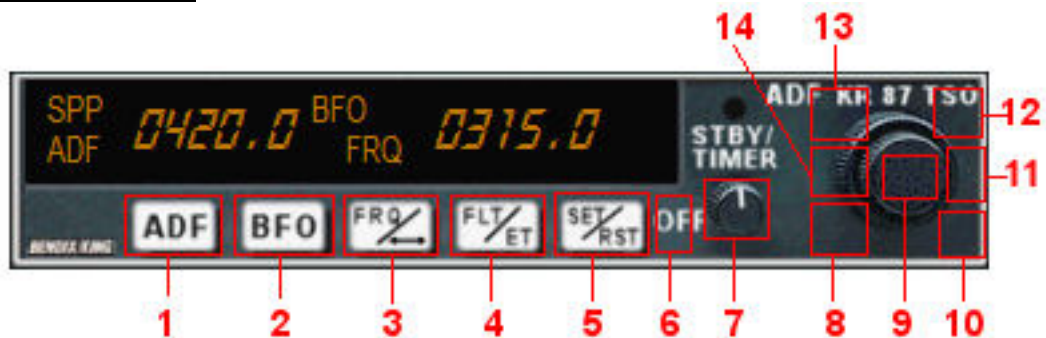 14 13
ADF KR 87 TSO
12
SPP 0420.0 BFO 0315.0
ADF FRQ
STBY/
TIMER
11
ADF BFO FRQ/↔ FLT/ET SET/RST OFF
BENDIX/KING
1 2 3 4 5 6 7 8 9 10